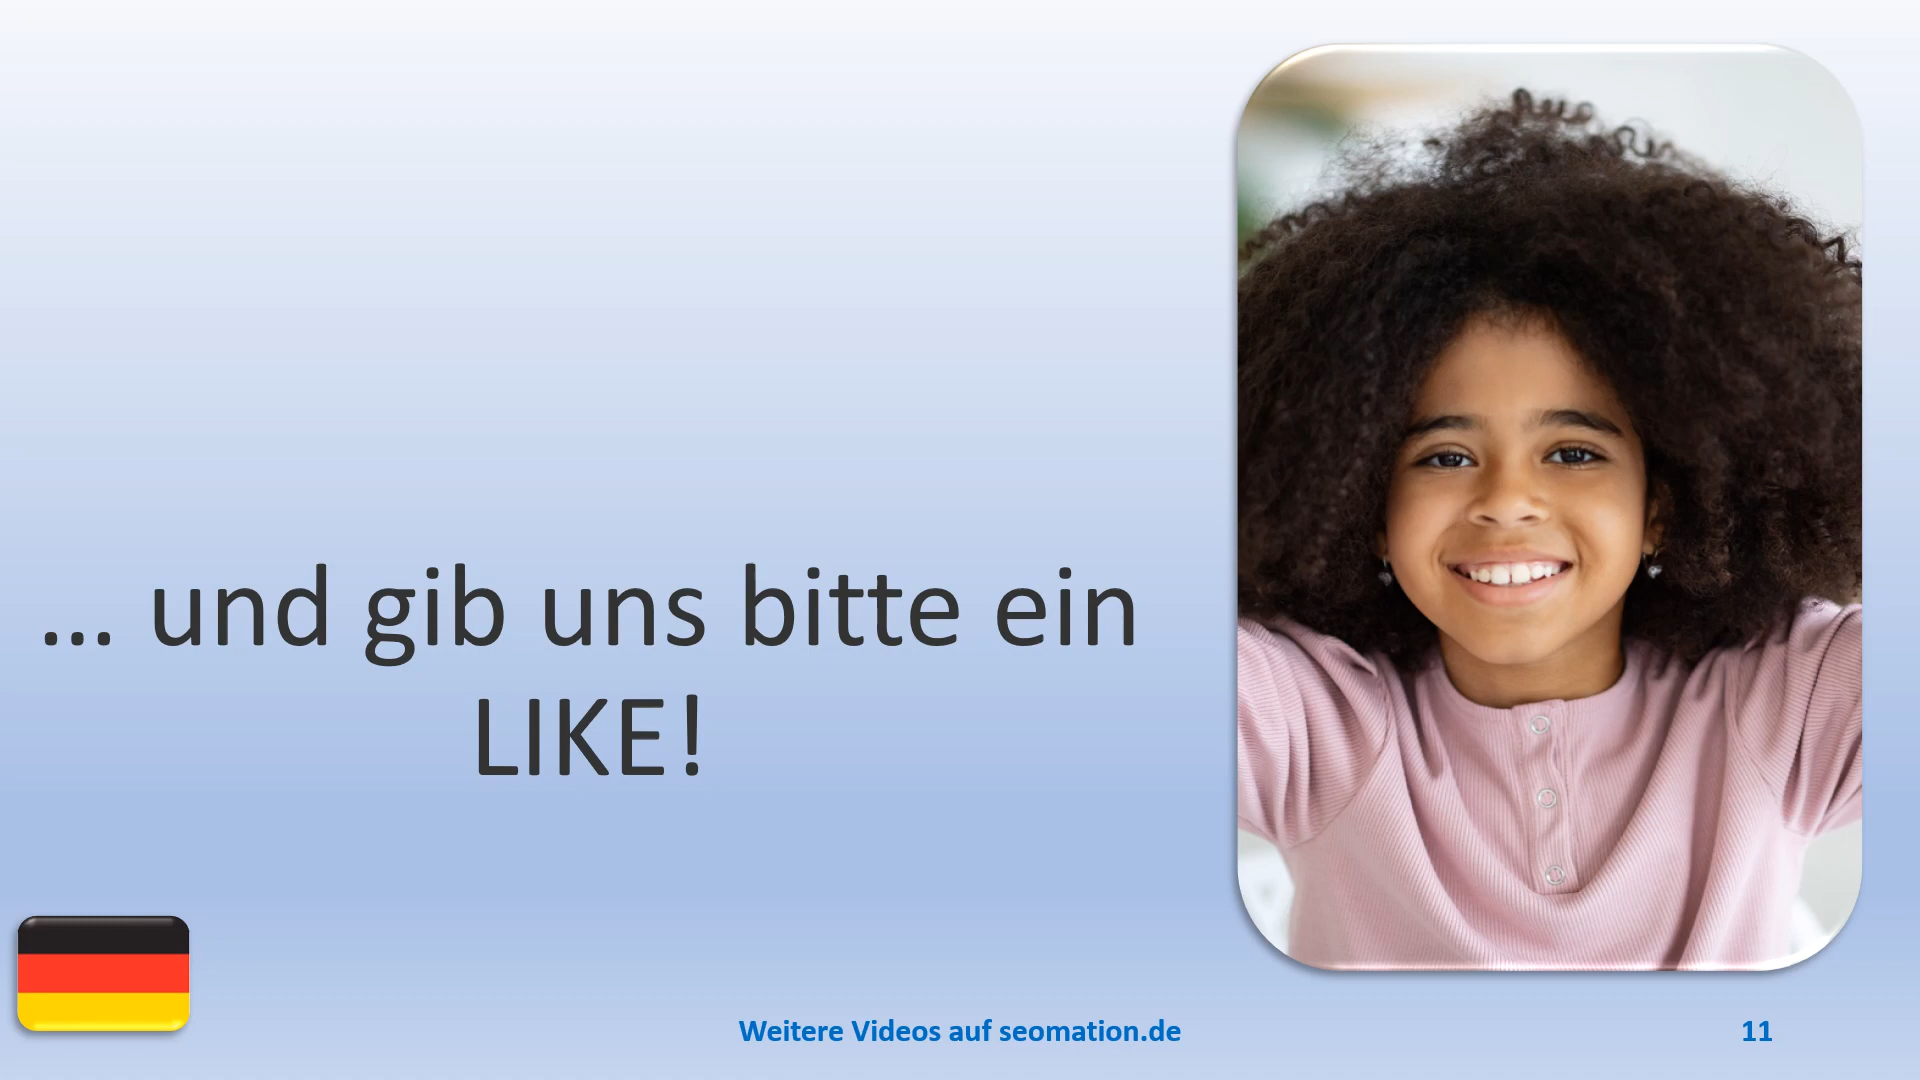 ... und gib uns bitte ein
LIKE!
Weitere Videos auf seomation.de
11